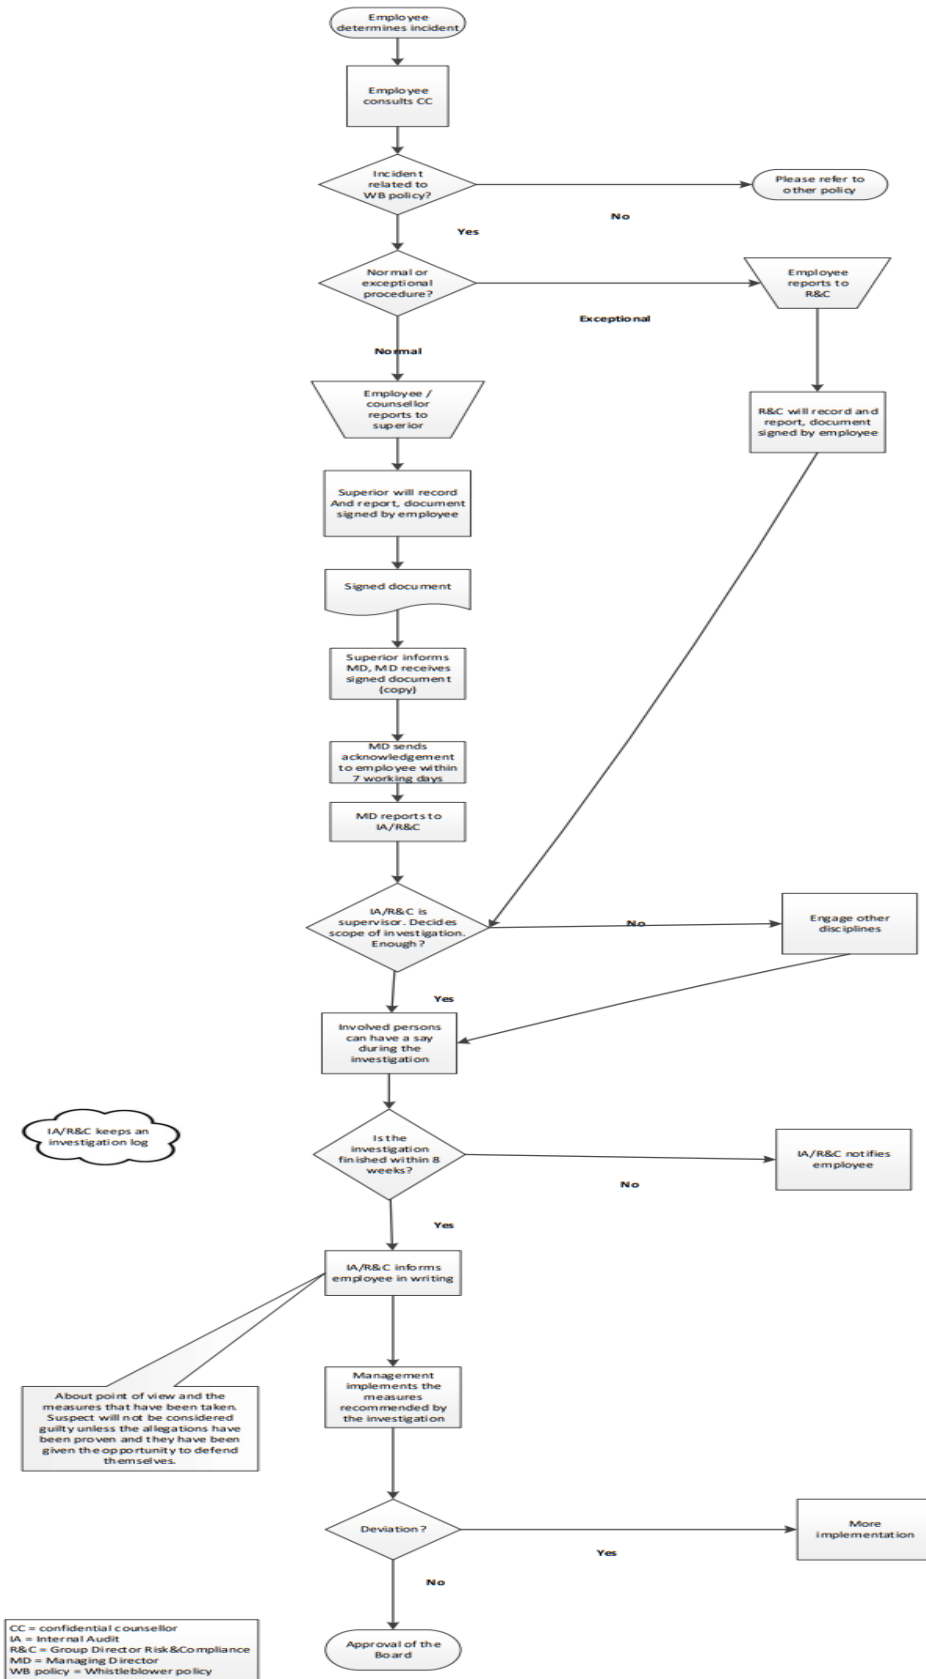 Employee
determines incident
Employee
consults CC
Incident
related to
WB policy?
Please refer to
other policy
No
Yes
Normal or
exceptional
procedure?
Employee
reports to
R&C
Exceptional
Normal
Employee /
counsellor
reports to
superior
R&C will record and
report, document
signed by employee
Superior will record
And report, document
signed by employee
Signed document
Superior informs
MD, MD receives
signed document
(copy)
MD sends
acknowledgement
to employee within
7 working days
MD reports to
IA/R&C
IA/R&C is
supervisor. Decides
scope of investigation.
Enough?
No
Engage other
disciplines
Yes
Involved persons
can have a say
during the
investigation
IA/R&C keeps an
investigation log
Is the
investigation
finished within 8
weeks?
IA/R&C notifies
employee
No
Yes
IA/R&C informs
employee in writing
About point of view and the
measures that have been taken.
Suspect will not be considered
guilty unless the allegations have
been proven and they have been
given the opportunity to defend
themselves.
Management
implements the
measures
recommended by
the investigation
Deviation?
More
implementation
Yes
No
Approval of the
Board
CC = confidential counsellor
IA = Internal Audit
R&C = Group Director Risk&Compliance
MD = Managing Director
WB policy = Whistleblower policy